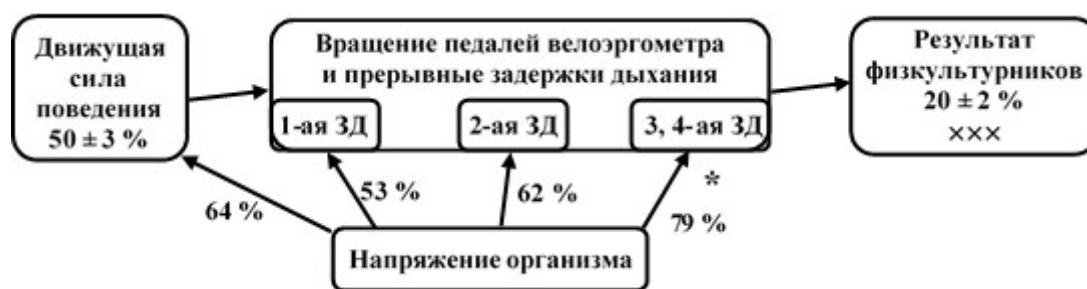 Движущая
сила
поведения
50 ± 3 %
Вращение педалей велоэргометра
и прерывные задержки дыхания
1-ая ЗД
2-ая ЗД
3, 4-ая ЗД
Результат
физкультурников
20 ± 2 %
×××
64 %
53 %
62 %
*
79 %
Напряжение организма